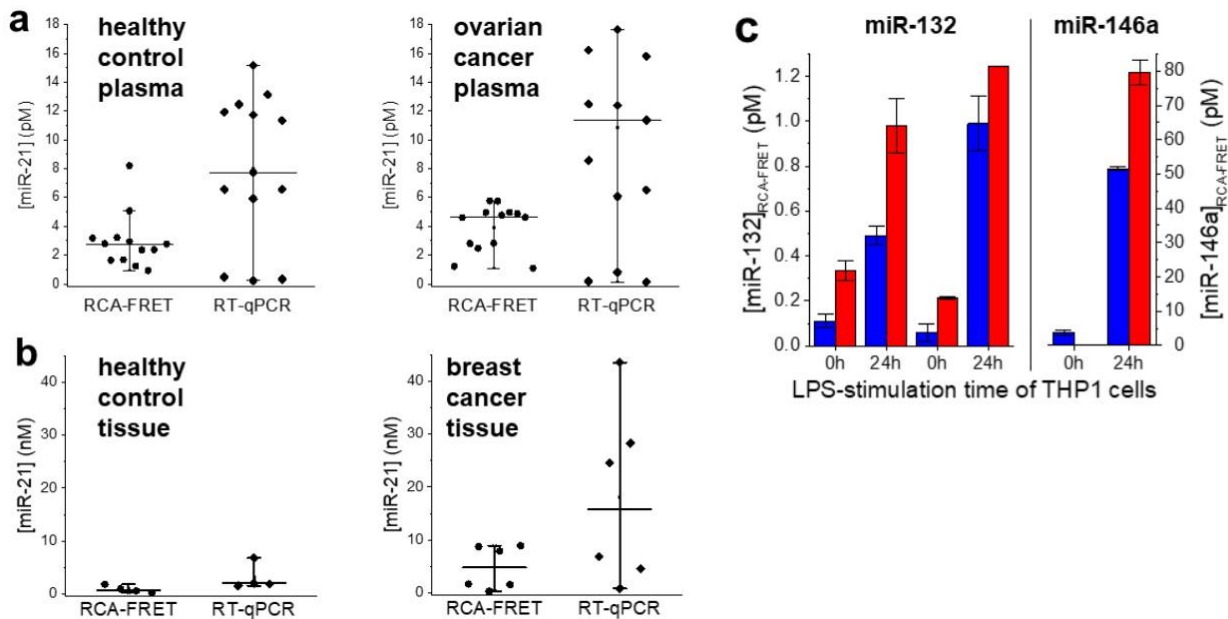 a
healthy
control
plasma
18
16
14
12
10
8
6
4
2
0
[miR-21] (pM)
RCA-FRET RT-qPCR
ovarian
cancer
plasma
18
16
14
12
10
8
6
4
2
0
[miR-21] (pM)
RCA-FRET RT-qPCR
b
healthy
control
tissue
40
30
20
10
0
[miR-21] (nM)
RCA-FRET RT-qPCR
breast
cancer
tissue
40
30
20
10
0
[miR-21] (nM)
RCA-FRET RT-qPCR
c
miR-132 miR-146a
1.2
1.0
0.8
0.6
0.4
0.2
0.0
[miR-132]RCA-FRET (pM)
80
70
60
50
40
30
20
10
0
[miR-146a]RCA-FRET (pM)
0h 24h 0h 24h 0h 24h
LPS-stimulation time of THP1 cells